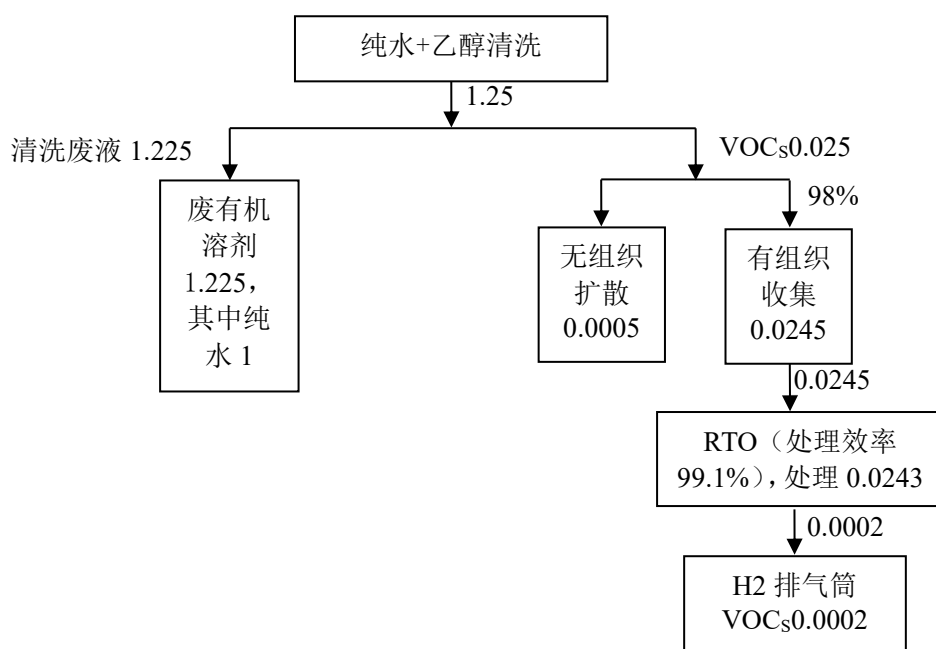 纯水+乙醇清洗
1.25
清洗废液 1.225
VOCs0.025
废有机
溶剂
1.225，
其中纯
水 1
98%
无组织
扩散
0.0005
有组织
收集
0.0245
0.0245
RTO（处理效率
99.1%），处理 0.0243
0.0002
H2 排气筒
VOCs0.0002